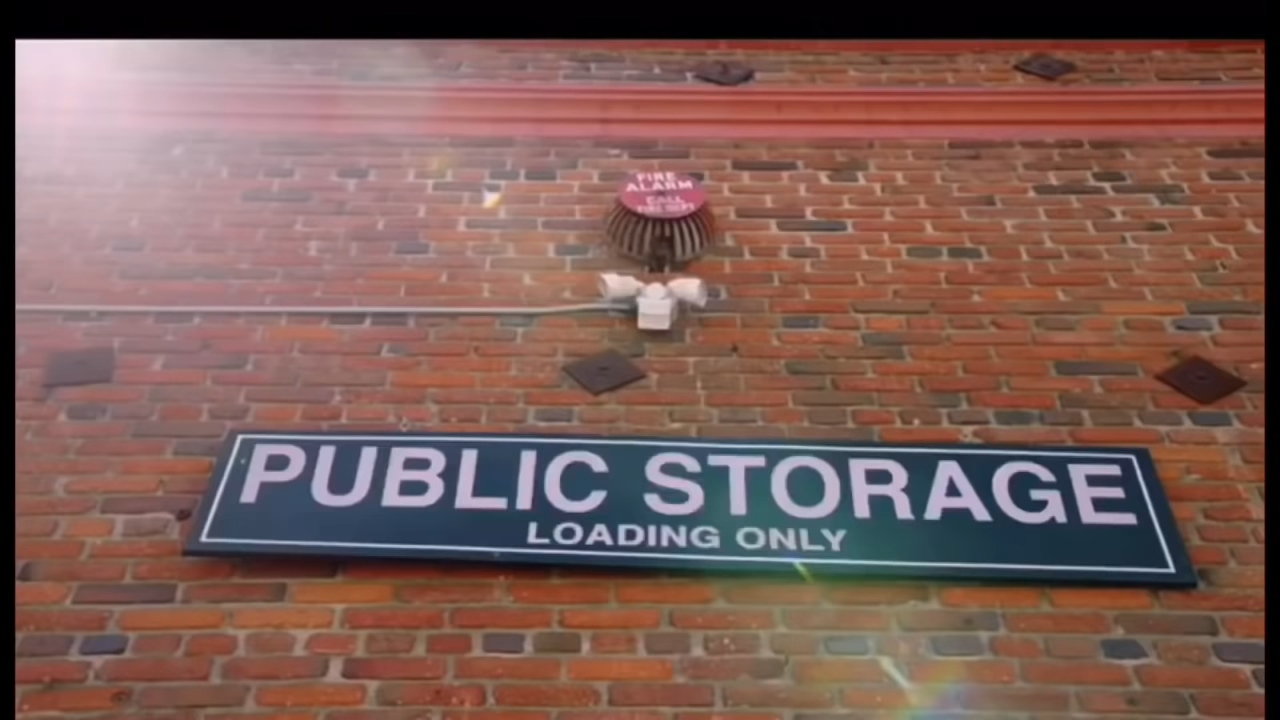 FIRE
ALARM
CALL
PUBLIC STORAGE
LOADING ONLY